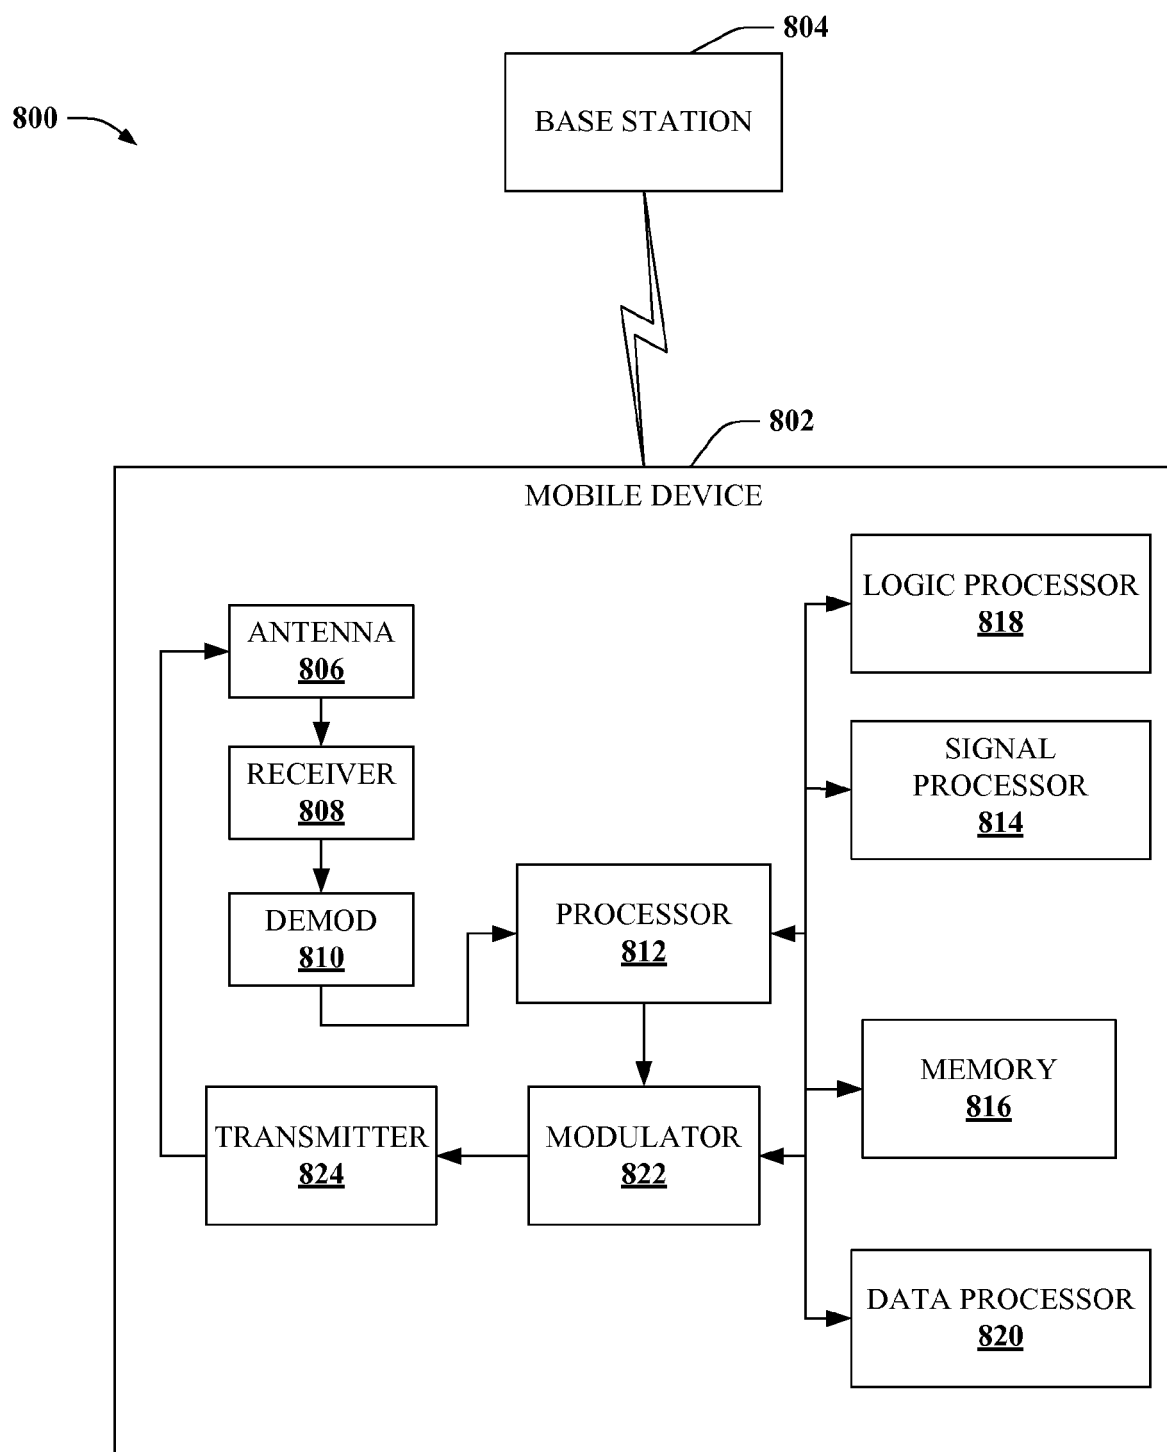 804
800
BASE STATION
802
MOBILE DEVICE
LOGIC PROCESSOR
818
ANTENNA
806
SIGNAL
PROCESSOR
814
RECEIVER
808
DEMOD
810
PROCESSOR
812
MEMORY
816
TRANSMITTER
824
MODULATOR
822
DATA PROCESSOR
820